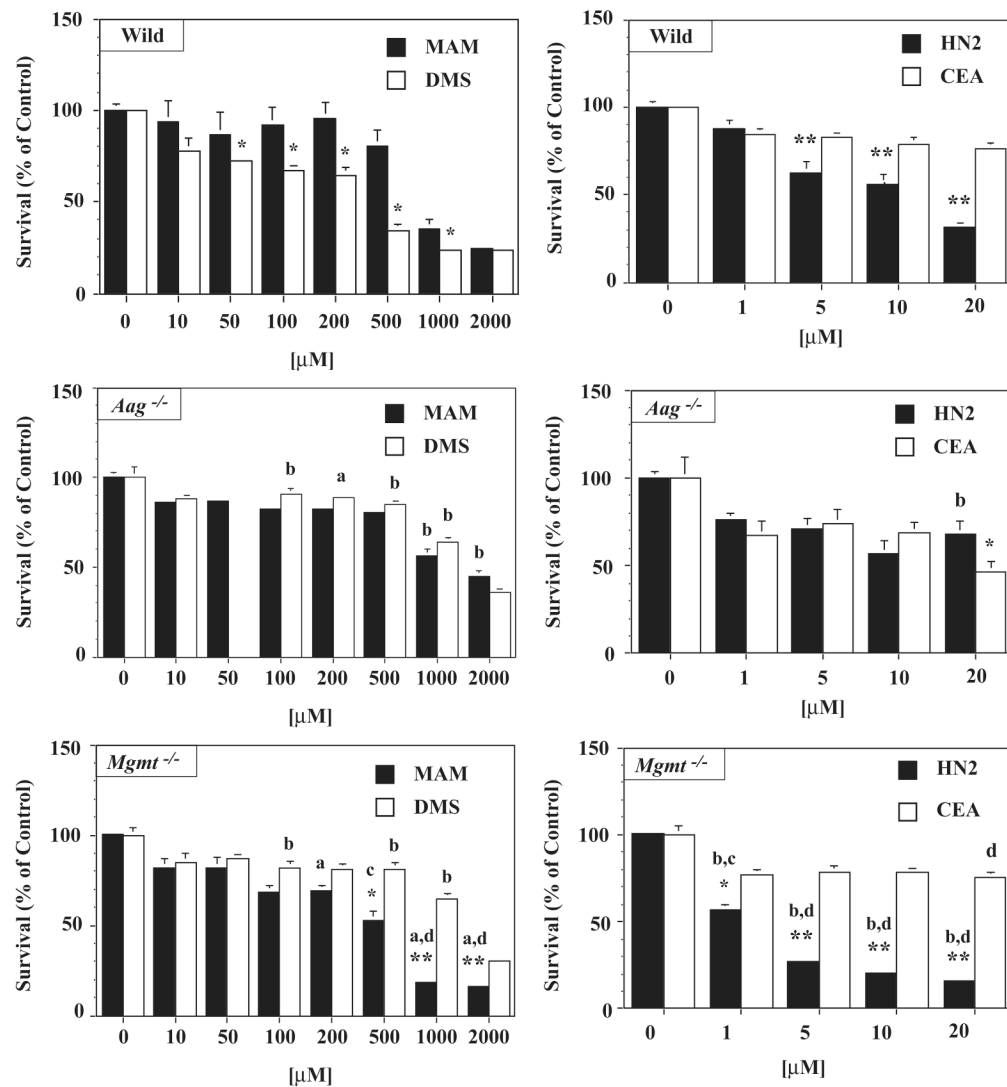 150
100
50
0
Survival (% of Control)
Wild
MAM
DMS
*
*
*
*
*
0 10 50 100 200 500 1000 2000
[μM]
150
100
50
0
Survival (% of Control)
Wild
HN2
CEA
**
**
**
0 1 5 10 20
[μM]
150
100
50
0
Survival (% of Control)
Aag -/-
MAM
DMS
b
a
b
b b
b
0 10 50 100 200 500 1000 2000
[μM]
150
100
50
0
Survival (% of Control)
Aag -/-
HN2
CEA
b
*
0 1 5 10 20
[μM]
150
100
50
0
Survival (% of Control)
Mgmt -/-
MAM
DMS
b
a
c
*
b
b
a,d
**
a,d
**
0 10 50 100 200 500 1000 2000
[μM]
150
100
50
0
Survival (% of Control)
Mgmt -/-
HN2
CEA
b,c
*
b,d
**
b,d
**
b,d
**
d
0 1 5 10 20
[μM]